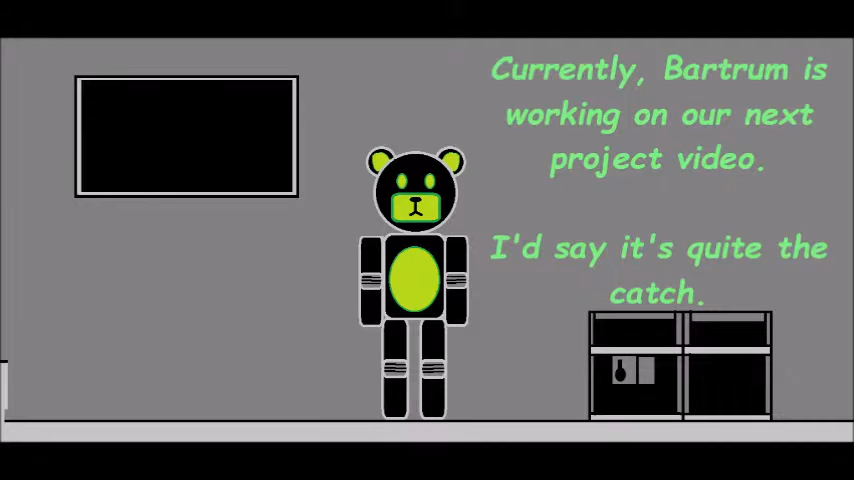 Currently, Bartrum is
working on our next
project video.
I'd say it's quite the
catch.